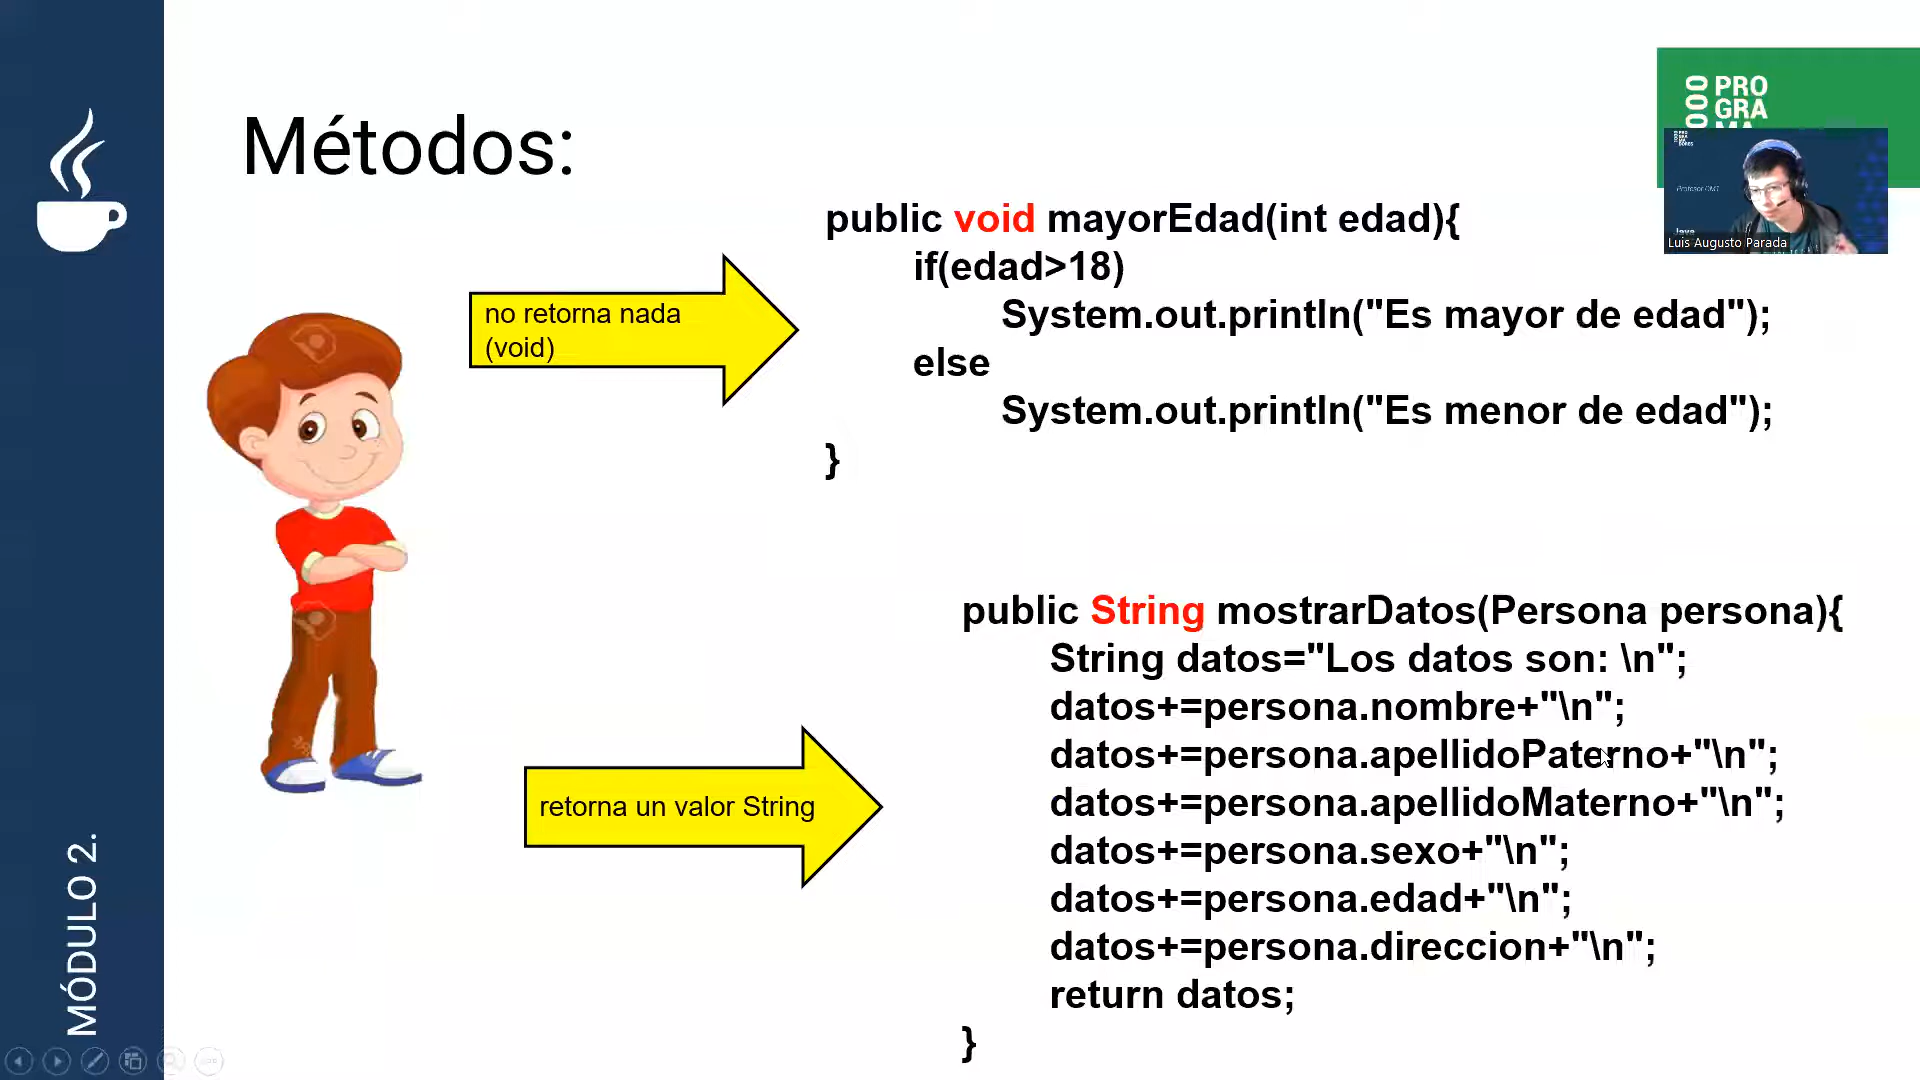 Métodos:
PRO
GRA
Profesor CM1
Java
Luis Augusto Parada
no retorna nada
(void)
public void mayorEdad(int edad){
if(edad>18)
System.out.println("Es mayor de edad");
else
System.out.println("Es menor de edad");
}
retorna un valor String
public String mostrarDatos(Persona persona){
String datos="Los datos son: \n";
datos+=persona.nombre+"\n";
datos+=persona.apellidoPaterno+"\n";
datos+=persona.apellidoMaterno+"\n";
datos+=persona.sexo+"\n";
datos+=persona.edad+"\n";
datos+=persona.direccion+"\n";
return datos;
}
MÓDULO 2.